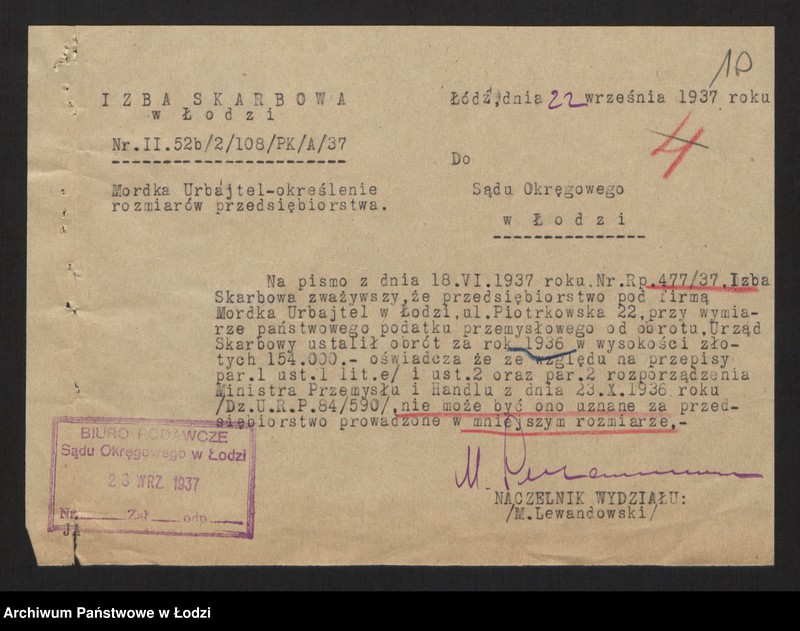 10
IZBA SKARBOWA
w Łodzi
Nr.II.52b/2/108/PK/A/37
Łódź,dnia 22 września 1937 roku
4
Mordka Urbajtel-określenie
rozmiarów przedsiębiorstwa.
Do
Sądu Okręgowego
w Łodzi
Na pismo z dnia 18.VI.1937 roku.Nr.Rp.477/37.Izba
Skarbowa zważywszy,że przedsiębiorstwo pod firmą
Mordka Urbajtel w Łodzi,ul.Piotrkowska 22,przy wymia-
rze państwowego podatku przemysłowego od obrotu,Urząd
Skarbowy ustalił obrót za rok 1936 w wysokości zło-
tych 154.000.- oświadcza że ze względu na przepisy
par.1 ust.1 lit.e/ i ust.2 oraz par.2 rozporządzenia
Ministra Przemysłu i Handlu z dnia 23.X.1936 roku
/Dz.U.R.P.84/590/,nie może być ono uznane za przed-
siębiorstwo prowadzone w mniejszym rozmiarze,-
BIURO PODAWCZE
Sądu Okręgowego w Łodzi
23 WRZ. 1937
Nr. Zał. odp.
JA
NACZELNIK WYDZIAŁU:
/M.Lewandowski/
Archiwum Państwowe w Łodzi